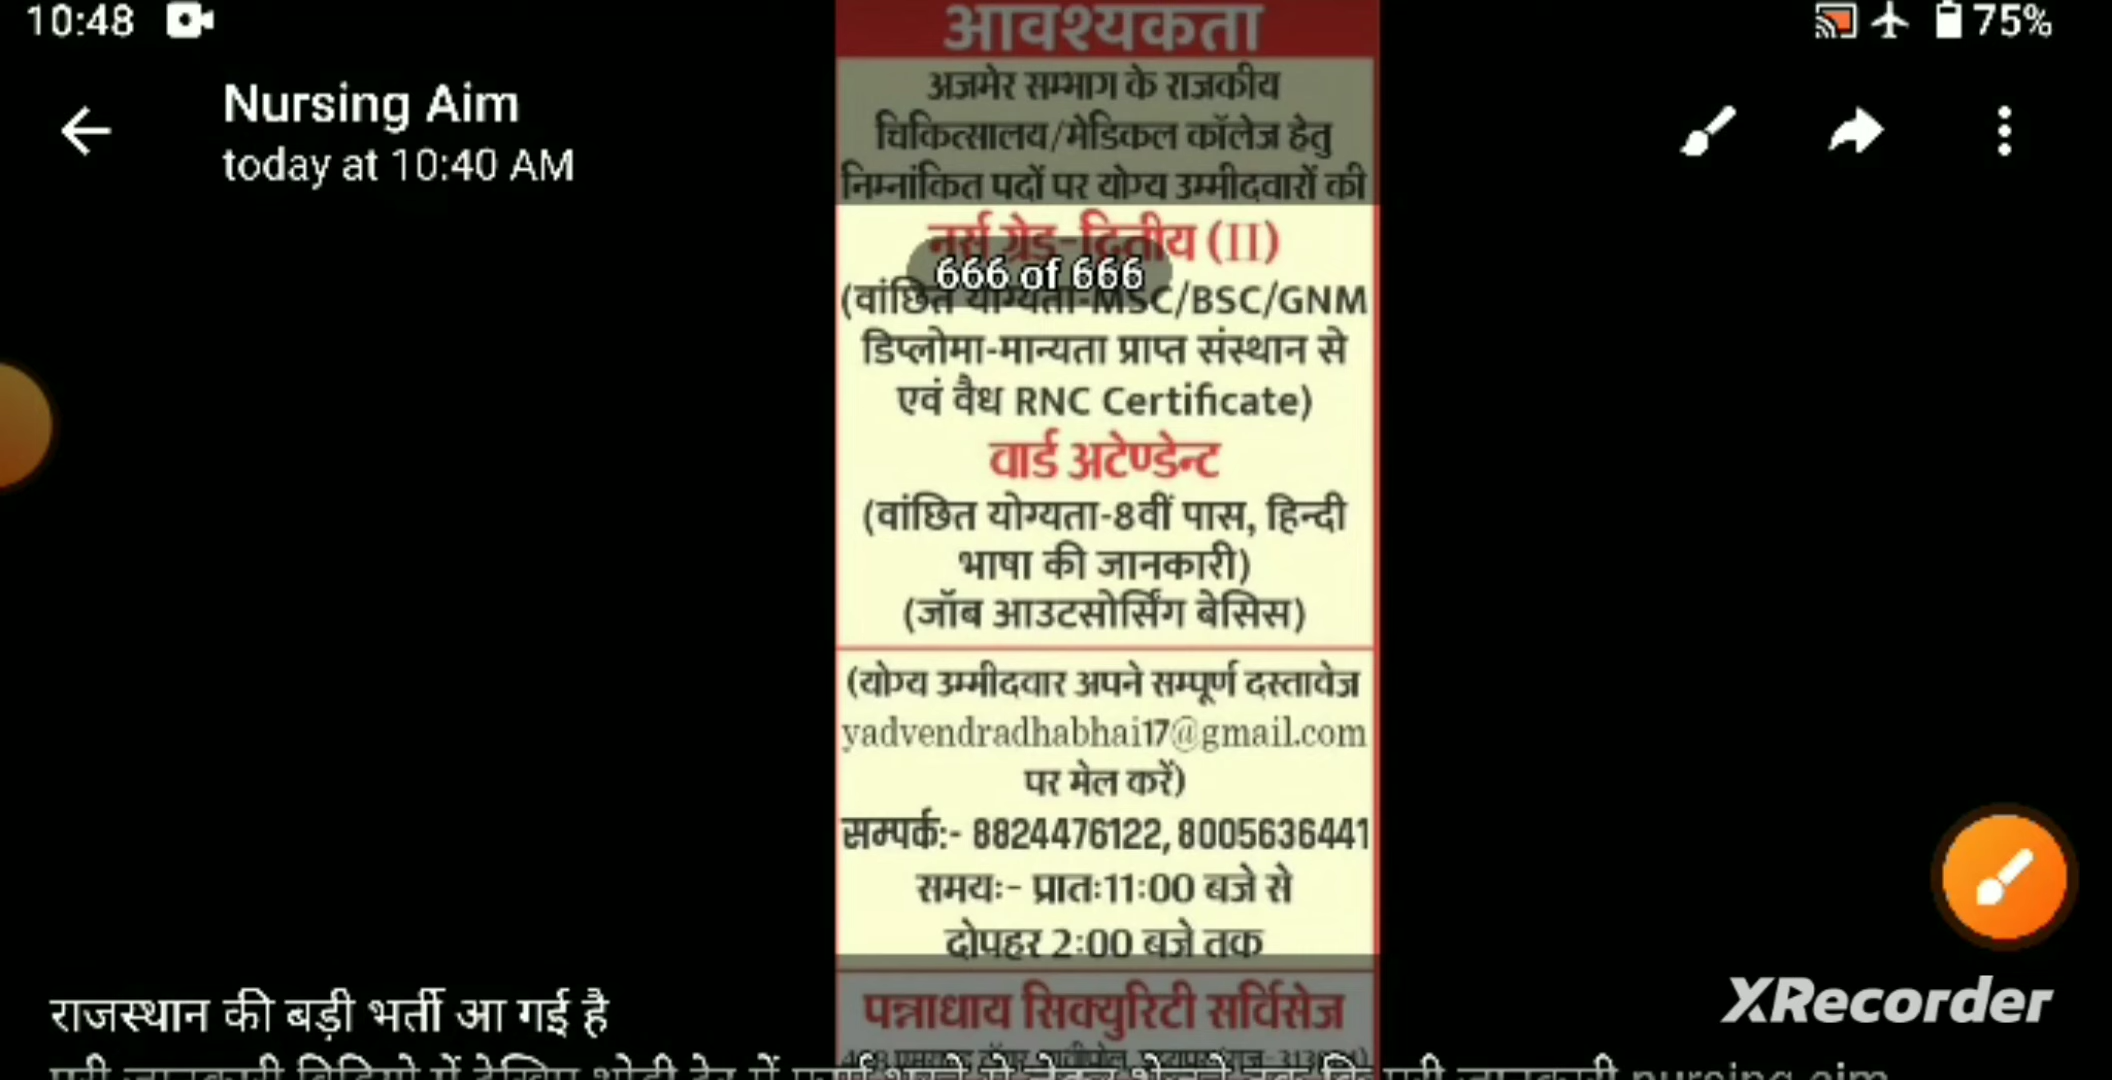 10:48
75%
Nursing Aim
today at 10:40 AM
आवश्यकता
अजमेर सम्भाग के राजकीय
चिकित्सालय/मेडिकल कॉलेज हेतु
निम्नांकित पदों पर योग्य उम्मीदवारों की
नर्स ग्रेड-द्वितीय (II)
666 of 666
(वांछित योग्यता-MSC/BSC/GNM
डिप्लोमा-मान्यता प्राप्त संस्थान से
एवं वैध RNC Certificate)
वार्ड अटेण्डेन्ट
(वांछित योग्यता-8वीं पास, हिन्दी
भाषा की जानकारी)
(जॉब आउटसोर्सिंग बेसिस)
(योग्य उम्मीदवार अपने सम्पूर्ण दस्तावेज
yadvendradhabhai17@gmail.com
पर मेल करें)
सम्पर्क:- 8824476122, 8005636441
समयः- प्रातः11:00 बजे से
दोपहर 2:00 बजे तक
पन्नाधाय सिक्युरिटी सर्विसेज
राजस्थान की बड़ी भर्ती आ गई है
XRecorder